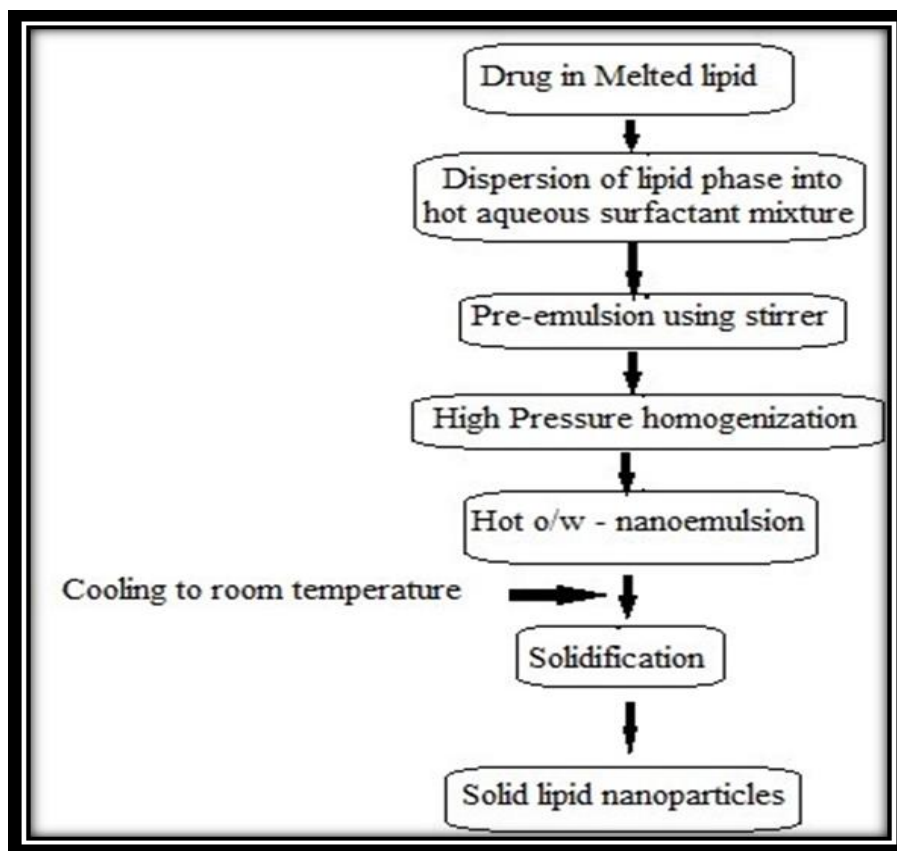 Drug in Melted lipid
Dispersion of lipid phase into
hot aqueous surfactant mixture
Pre-emulsion using stirrer
High Pressure homogenization
Hot o/w - nanoemulsion
Cooling to room temperature
Solidification
Solid lipid nanoparticles